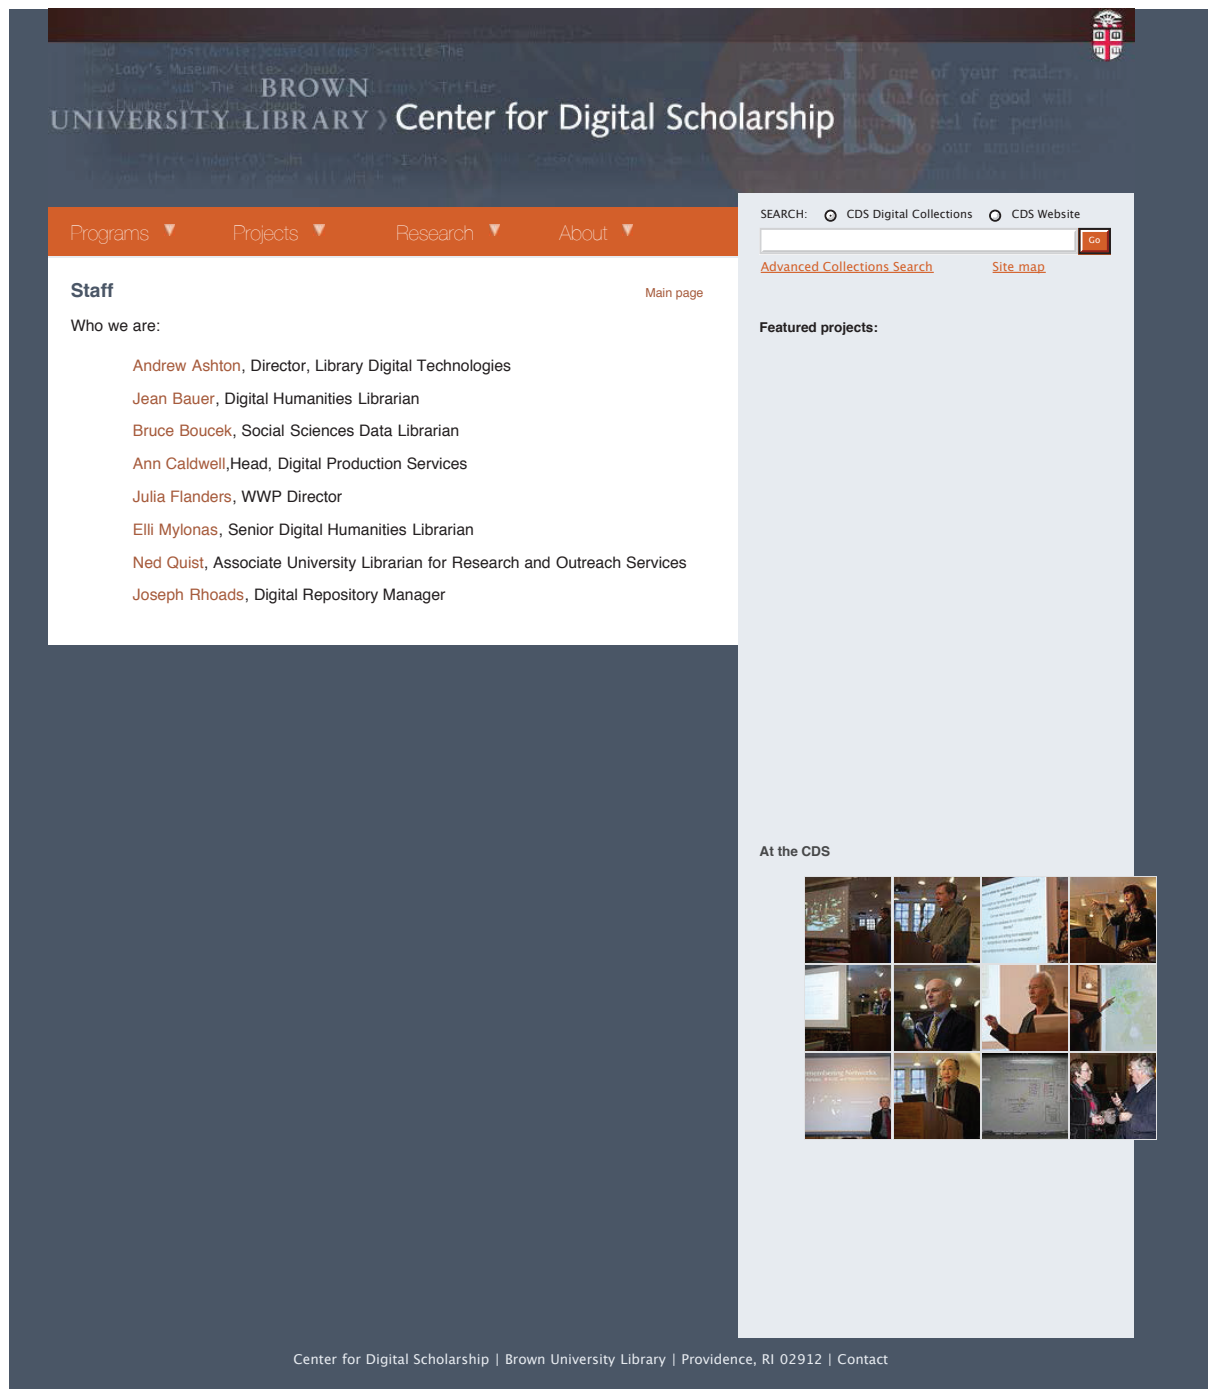 BROWN
UNIVERSITY LIBRARY > Center for Digital Scholarship
cds
Programs ▼ Projects ▼ Research ▼ About ▼
SEARCH: CDS Digital Collections CDS Website
Go
Advanced Collections Search Site map
Staff
Main page
Who we are:
Andrew Ashton, Director, Library Digital Technologies
Jean Bauer, Digital Humanities Librarian
Bruce Boucek, Social Sciences Data Librarian
Ann Caldwell,Head, Digital Production Services
Julia Flanders, WWP Director
Elli Mylonas, Senior Digital Humanities Librarian
Ned Quist, Associate University Librarian for Research and Outreach Services
Joseph Rhoads, Digital Repository Manager
Featured projects:
At the CDS
Center for Digital Scholarship | Brown University Library | Providence, RI 02912 | Contact